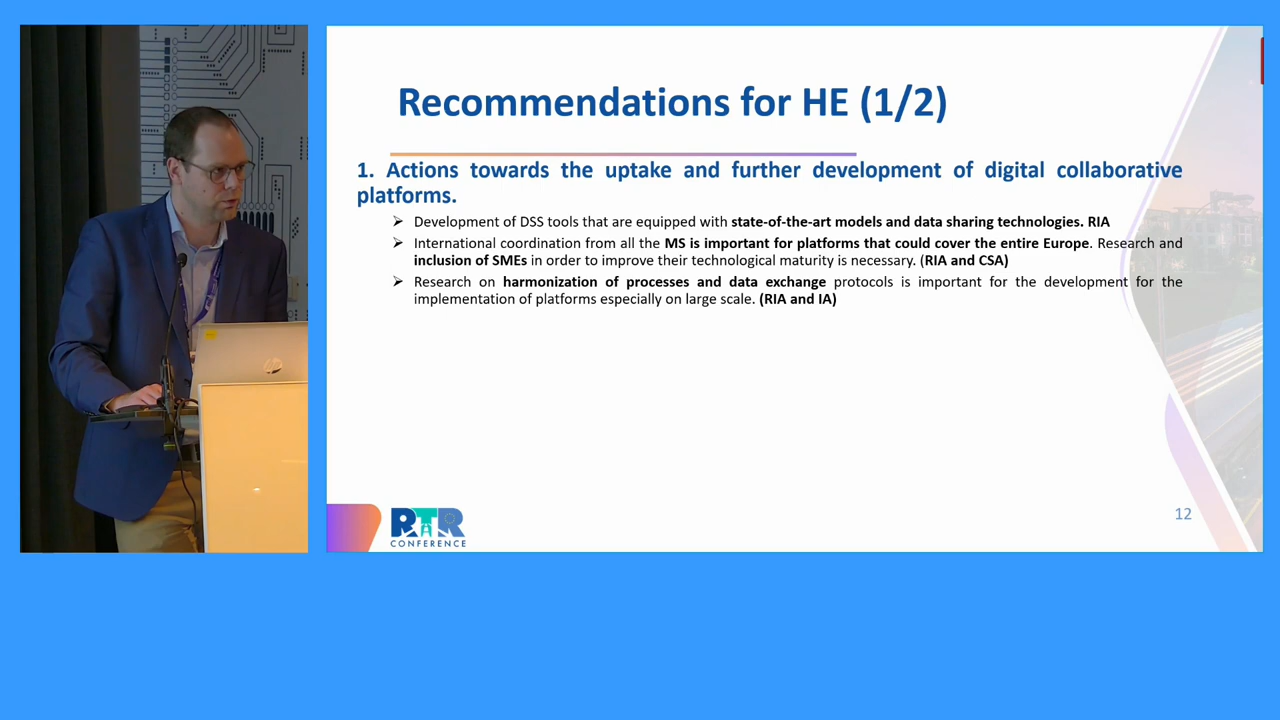 Recommendations for HE (1/2)
1. Actions towards the uptake and further development of digital collaborative
platforms.
➢ Development of DSS tools that are equipped with state-of-the-art models and data sharing technologies. RIA
➢ International coordination from all the MS is important for platforms that could cover the entire Europe. Research and
inclusion of SMEs in order to improve their technological maturity is necessary. (RIA and CSA)
➢ Research on harmonization of processes and data exchange protocols is important for the development for the
implementation of platforms especially on large scale. (RIA and IA)
RTR
CONFERENCE
12